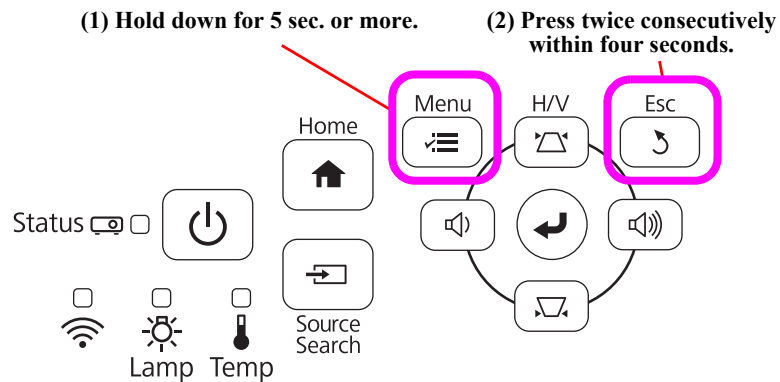 (1) Hold down for 5 sec. or more.
(2) Press twice consecutively
within four seconds.
Menu
H/V
Esc
Home
Status
Source
Search
Lamp
Temp